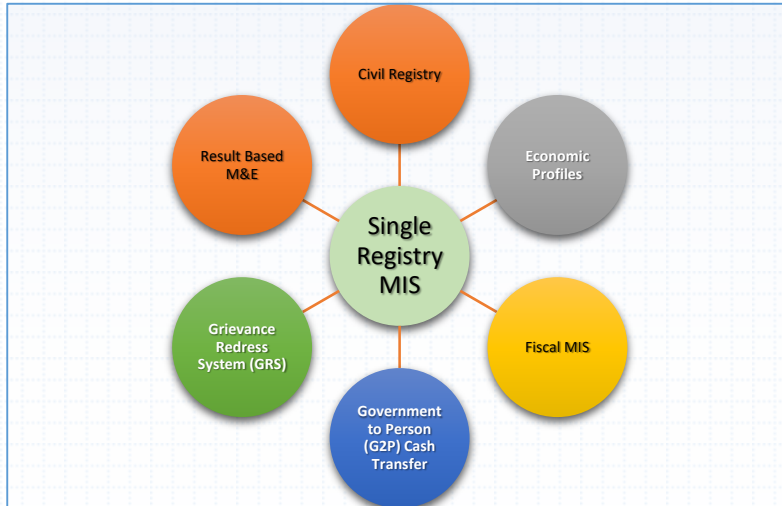 Civil Registry
Result Based
M&E
Economic
Profiles
Single
Registry
MIS
Grievance
Redress
System (GRS)
Fiscal MIS
Government
to Person
(G2P) Cash
Transfer